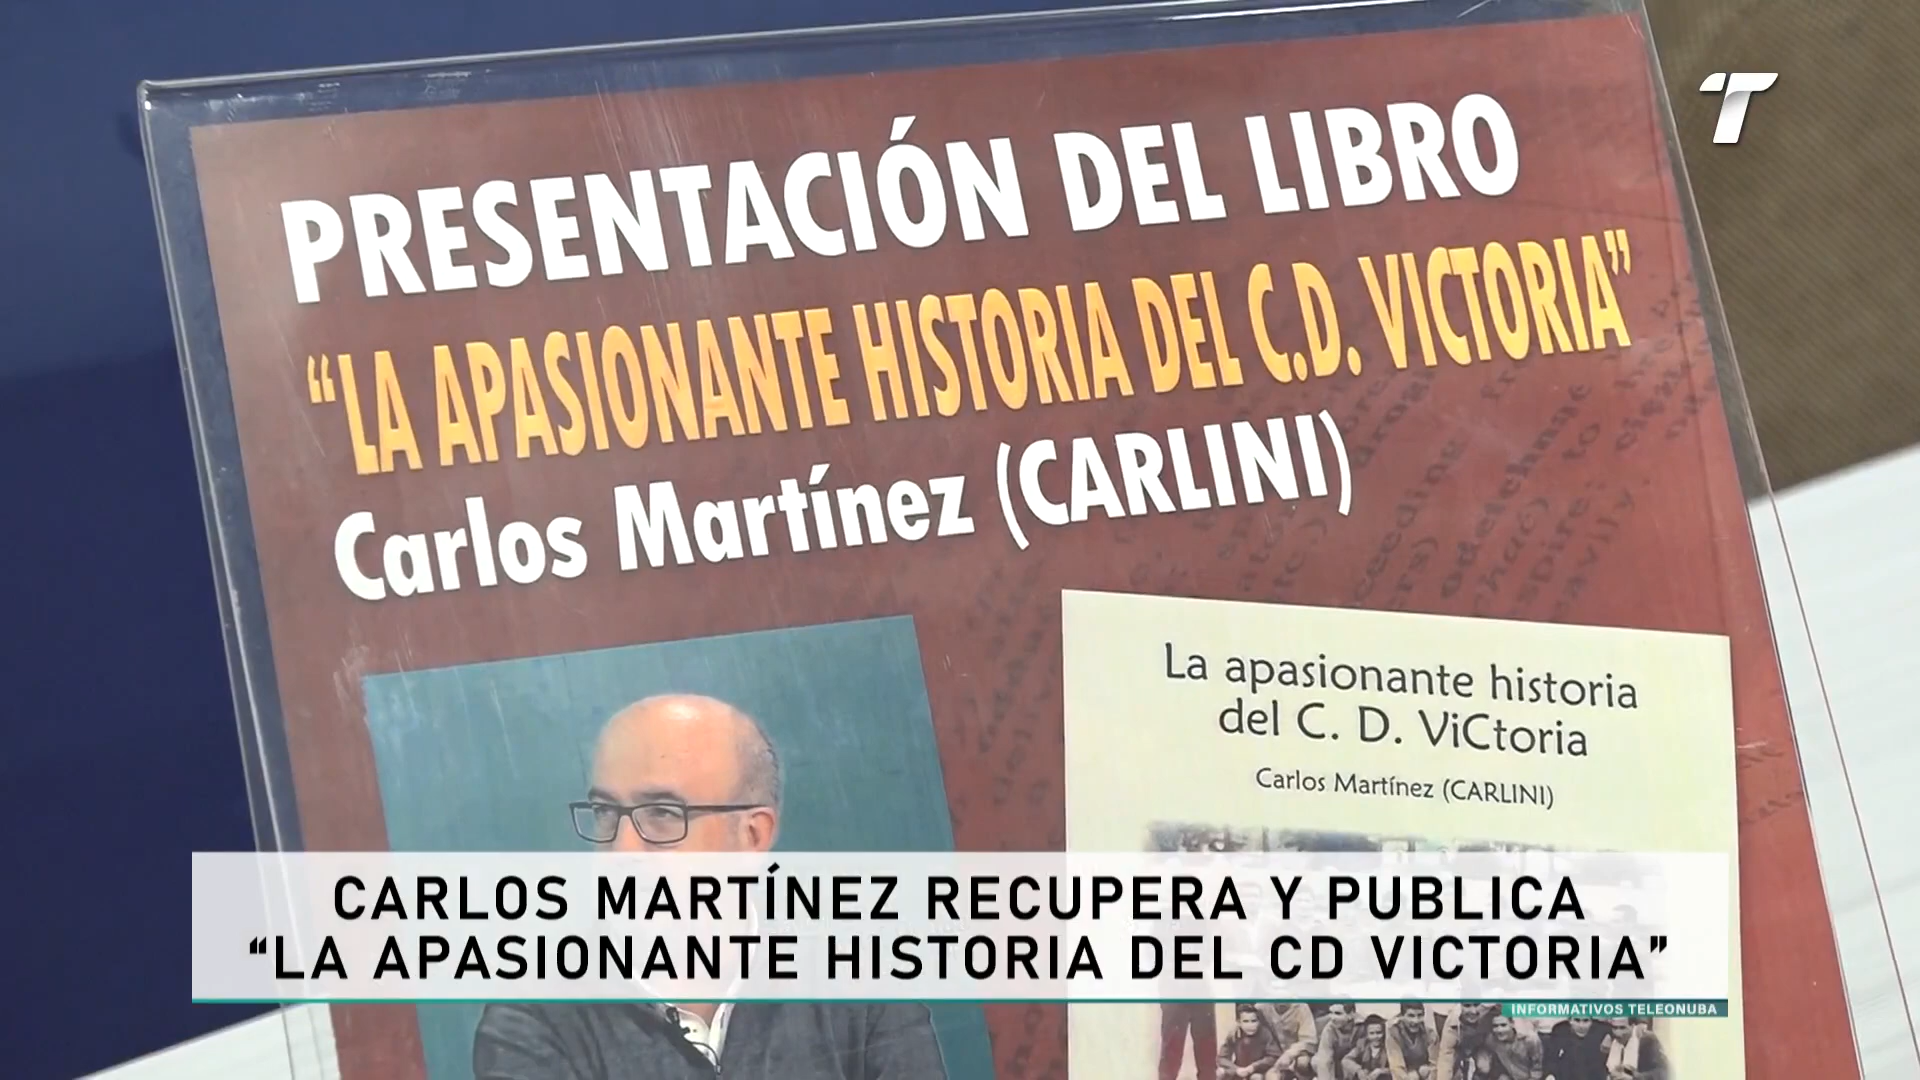 PRESENTACIÓN DEL LIBRO
“LA APASIONANTE HISTORIA DEL C.D. VICTORIA”
Carlos Martínez (CARLINI)
La apasionante historia
del C. D. ViCtoria
Carlos Martínez (CARLINI)
CARLOS MARTÍNEZ RECUPERA Y PUBLICA
“LA APASIONANTE HISTORIA DEL CD VICTORIA”
INFORMATIVOS TELEONUBA